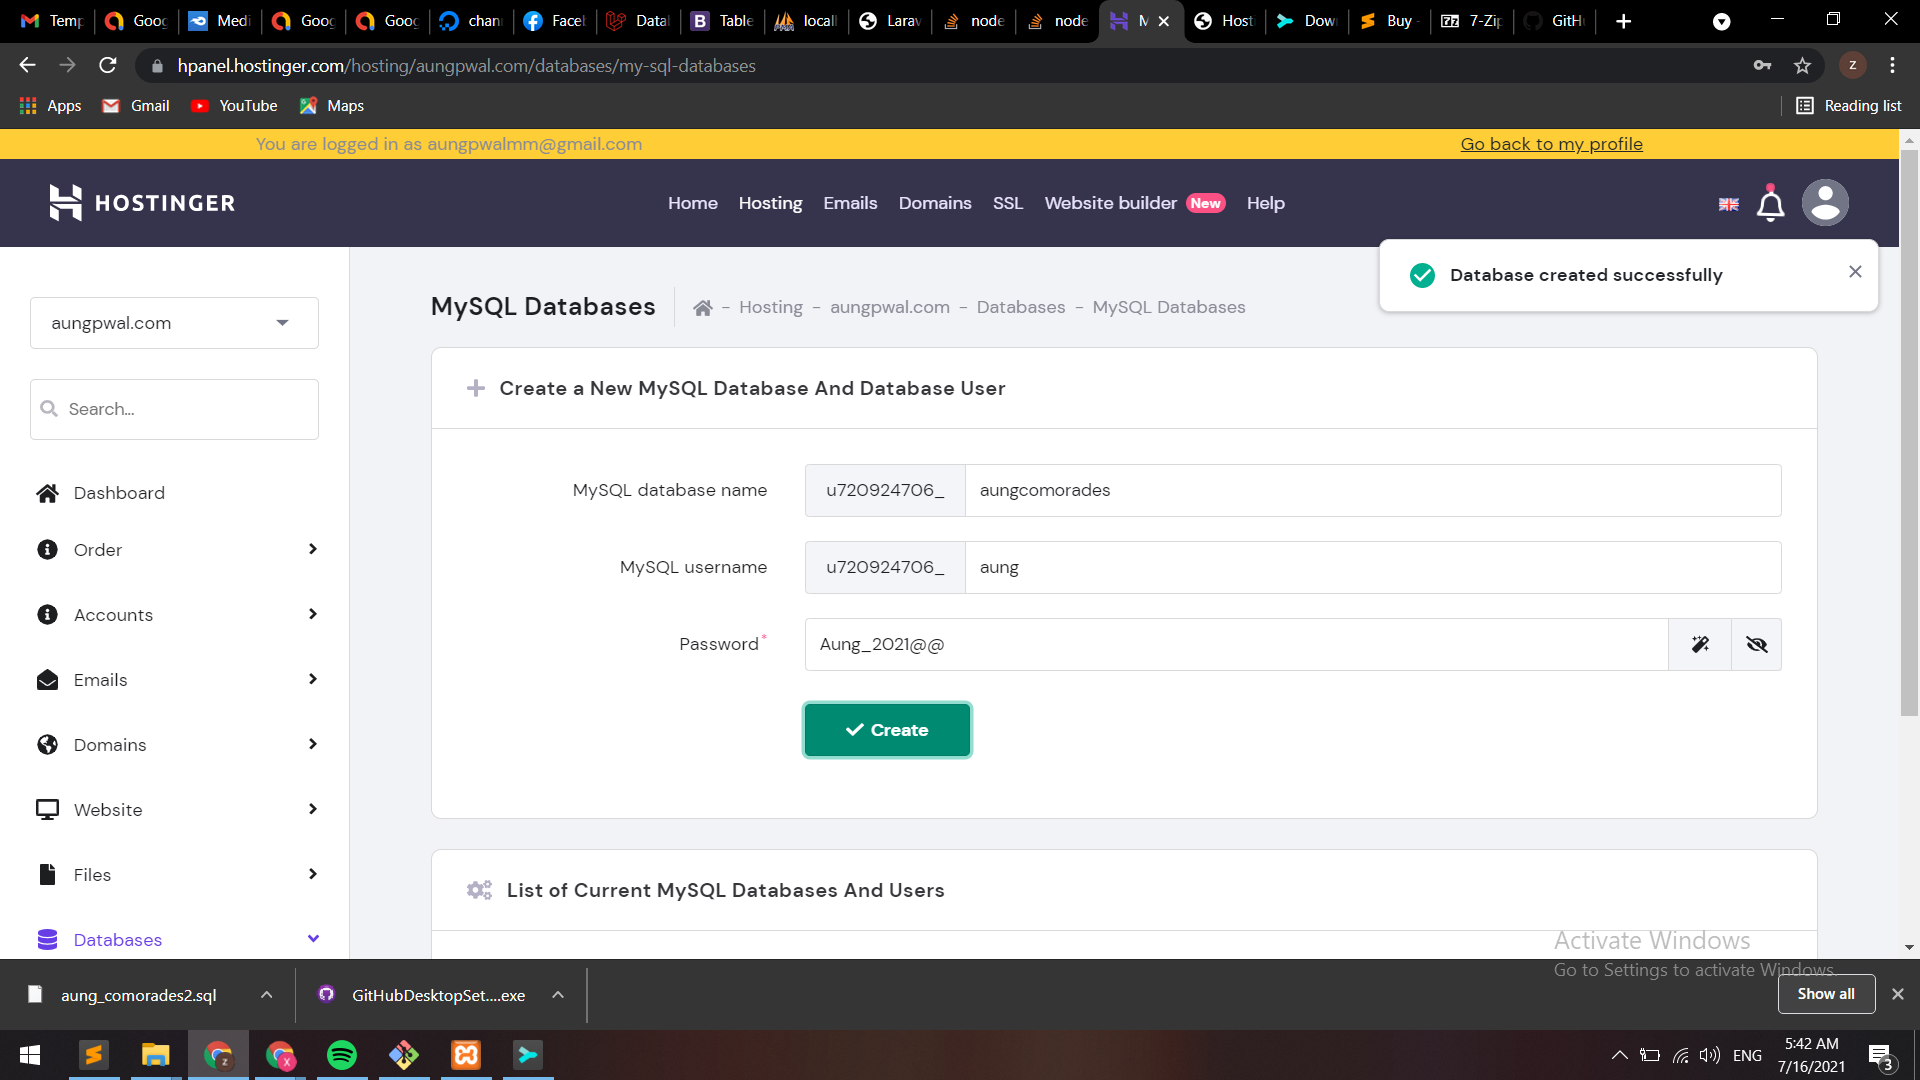 Temp
Goog
Medi
Goog
Goog
chan
Facel
Datal
Table
locall
Larav
node
node
M
Hosti
Dow
Buy
7-Zip
GitHu
hpanel.hostinger.com/hosting/aungpwal.com/databases/my-sql-databases
Z
Apps
Gmail
YouTube
Maps
Reading list
You are logged in as aungpwalmm@gmail.com
Go back to my profile
HOSTINGER
Home
Hosting
Emails
Domains
SSL
Website builder New
Help
Database created successfully
aungpwal.com
MySQL Databases
- Hosting - aungpwal.com - Databases - MySQL Databases
Search...
Create a New MySQL Database And Database User
Dashboard
MySQL database name u720924706_ aungcomorades
Order
MySQL username u720924706_ aung
Accounts
Password* Aung_2021@@
Emails
Create
Domains
Website
Files
List of Current MySQL Databases And Users
Databases
Activate Windows
Go to Settings to activate Windows.
aung_comorades2.sql
GitHubDesktopSet....exe
Show all
ENG
5:42 AM
7/16/2021
3